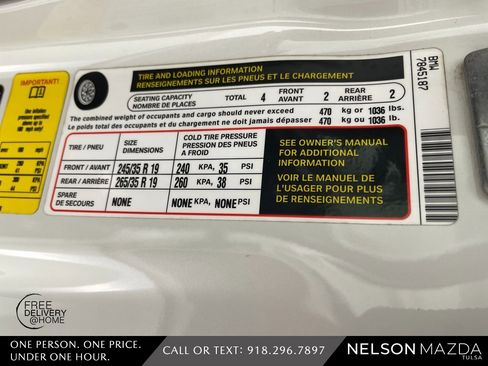 IMPORTANT!
TIRE AND LOADING INFORMATION
RENSEIGNEMENTS SUR LES PNEUS ET LE CHARGEMENT
SEATING CAPACITY
NOMBRE DE PLACES
TOTAL 4
FRONT
AVANT 2
REAR
ARRIÈRE 2
The combined weight of occupants and cargo should never exceed 470 kg or 1036 lbs.
Le poids total des occupants et du chargement ne doit jamais dépasser 470 kg ou 1036 lb.
TIRE / PNEU
SIZE
DIMENSIONS
COLD TIRE PRESSURE
PRESSION DES PNEUS
A FROID
FRONT / AVANT 245/35 R 19 240 KPA, 35 PSI
REAR / ARRIÈRE 265/35 R 19 260 KPA, 38 PSI
SPARE
DE SECOURS NONE NONE KPA, NONE PSI
SEE OWNER'S MANUAL
FOR ADDITIONAL
INFORMATION
VOIR LE MANUEL DE
L'USAGER POUR PLUS
DE RENSEIGNEMENTS
BMW
7845187
FREE
DELIVERY
@HOME
ONE PERSON. ONE PRICE.
UNDER ONE HOUR.
CALL OR TEXT: 918.296.7897
NELSON MAZDA
TULSA